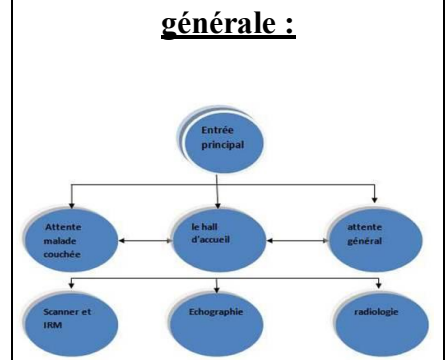 générale :
Entrée
principal
Attente
malade
couchée
le hall
d'accueil
attente
général
Scanner et
IRM
Echographie
radiologie